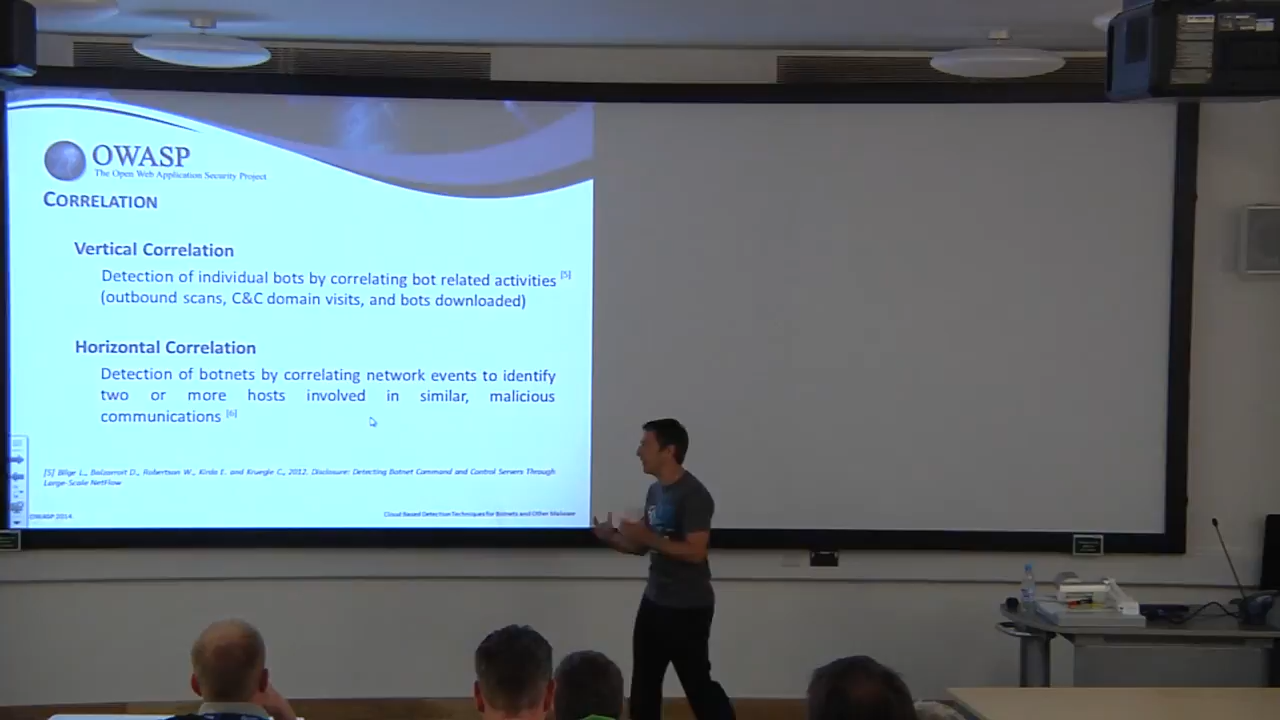 OWASP
The Open Web Application Security Project
CORRELATION
Vertical Correlation
Detection of individual bots by correlating bot related activities [5]
(outbound scans, C&C domain visits, and bots downloaded)
Horizontal Correlation
Detection of botnets by correlating network events to identify
two or more hosts involved in similar, malicious
communications [6]
[5] Bilge L., Balzarrot D., Robertson W., Kirda E. and Kruegle C., 2012. Disclosure: Detecting Botnet Command and Control Servers Through
Large-Scale NetFlow
OWASP 2014
Cloud Based Detection Techniques for Botnets and Other Malware